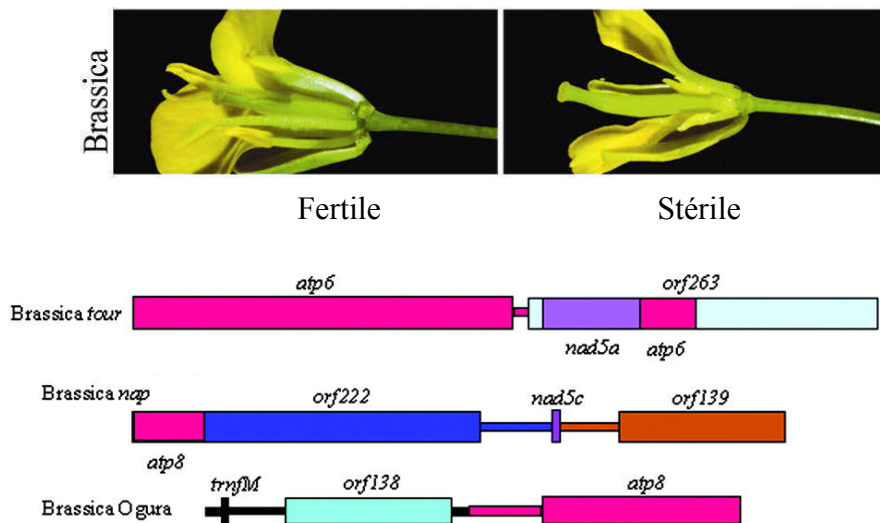 Brassica
Fertile Stérile
atp6 orf263
Brassica tour
nad5a atp6
Brassica nap orf222 nad5c orf139
atp8
trnfM orf138 atp8
Brassica Ogura